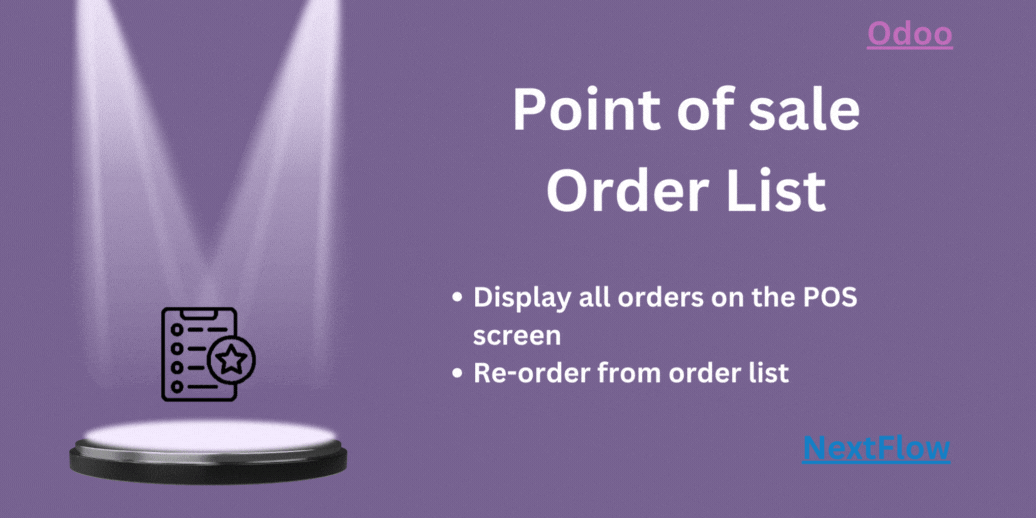 Odoo
Point of sale
Order List
• Display all orders on the POS
screen
• Re-order from order list
NextFlow